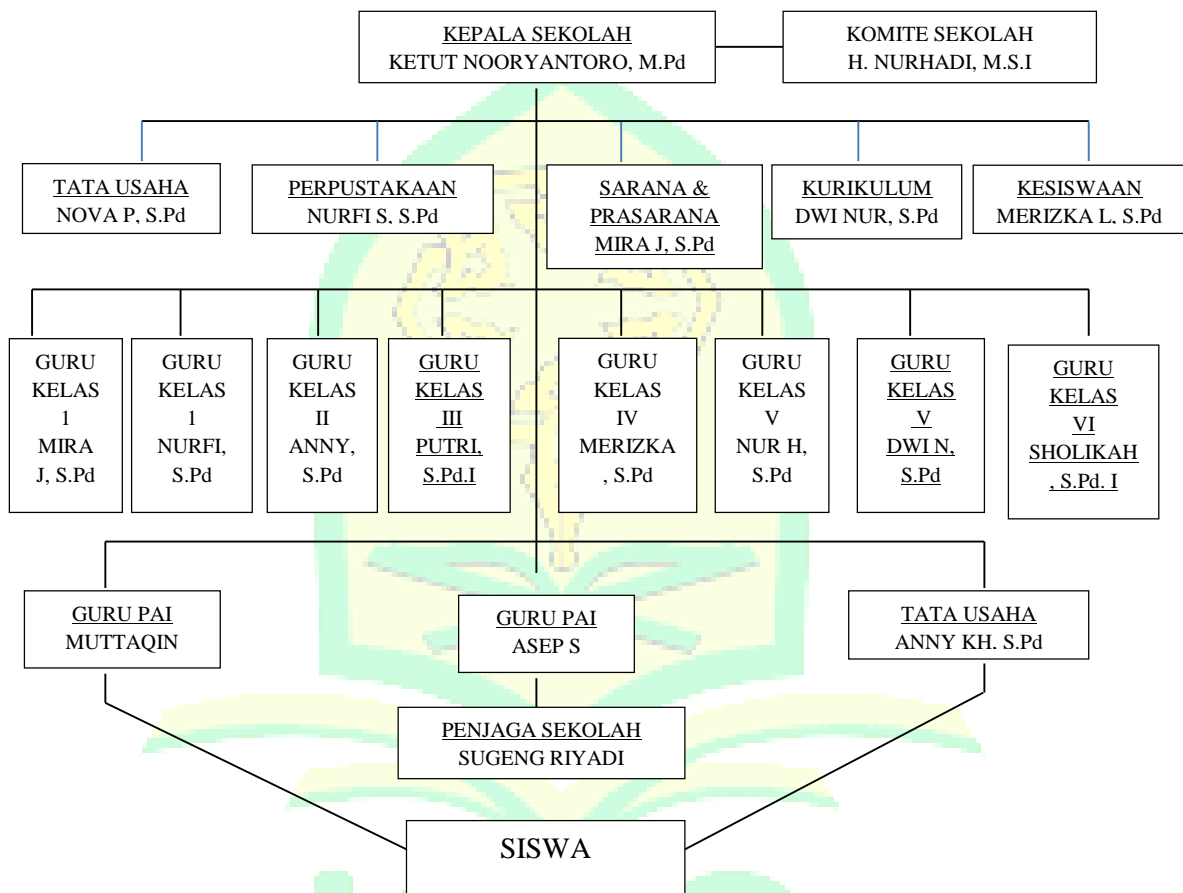 KEPALA SEKOLAH
KETUT NOORYANTORO, M.Pd
KOMITE SEKOLAH
H. NURHADI, M.S.I
TATA USAHA
NOVA P, S.Pd
PERPUSTAKAAN
NURFI S, S.Pd
SARANA &
PRASARANA
MIRA J, S.Pd
KURIKULUM
DWI NUR, S.Pd
KESISWAAN
MERIZKA L, S.Pd
GURU
KELAS
1
MIRA
J, S.Pd
GURU
KELAS
1
NURFI,
S.Pd
GURU
KELAS
II
ANNY,
S.Pd
GURU
KELAS
III
PUTRI,
S.Pd.I
GURU
KELAS
IV
MERIZKA
, S.Pd
GURU
KELAS
V
NUR H,
S.Pd
GURU
KELAS
V
DWI N,
S.Pd
GURU
KELAS
VI
SHOLIKAH
, S.Pd. I
GURU PAI
MUTTAQIN
GURU PAI
ASEP S
TATA USAHA
ANNY KH. S.Pd
PENJAGA SEKOLAH
SUGENG RIYADI
SISWA